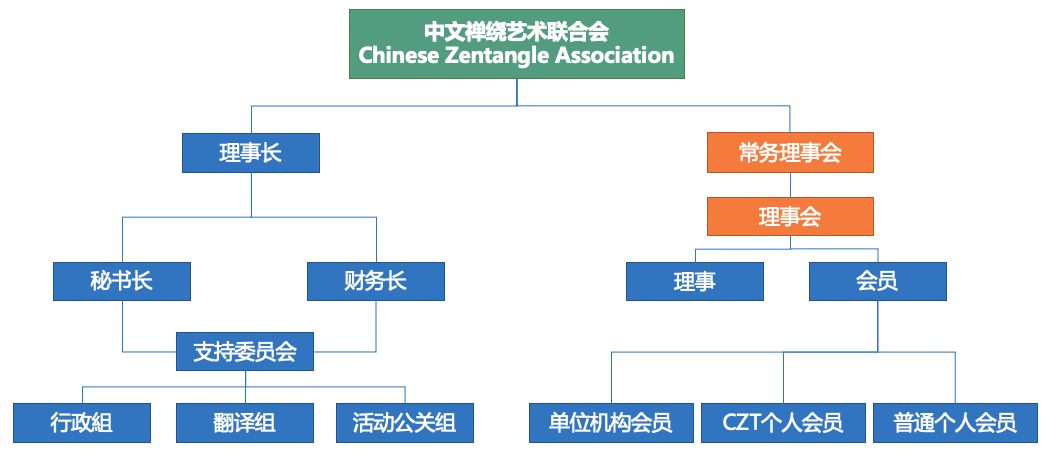 中文禅绕艺术联合会
Chinese Zentangle Association
理事长
常务理事会
理事会
秘书长
财务长
理事
会员
支持委员会
行政組
翻译组
活动公关组
单位机构会员
CZT个人会员
普通个人会员